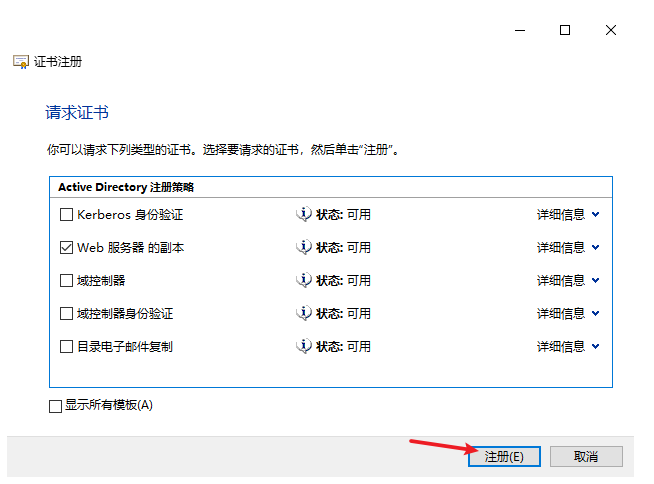 证书注册
请求证书
你可以请求下列类型的证书。选择要请求的证书，然后单击“注册”。
Active Directory 注册策略
Kerberos 身份验证 状态: 可用 详细信息
Web 服务器 的副本 状态: 可用 详细信息
域控制器 状态: 可用 详细信息
域控制器身份验证 状态: 可用 详细信息
目录电子邮件复制 状态: 可用 详细信息
显示所有模板(A)
注册(E) 取消